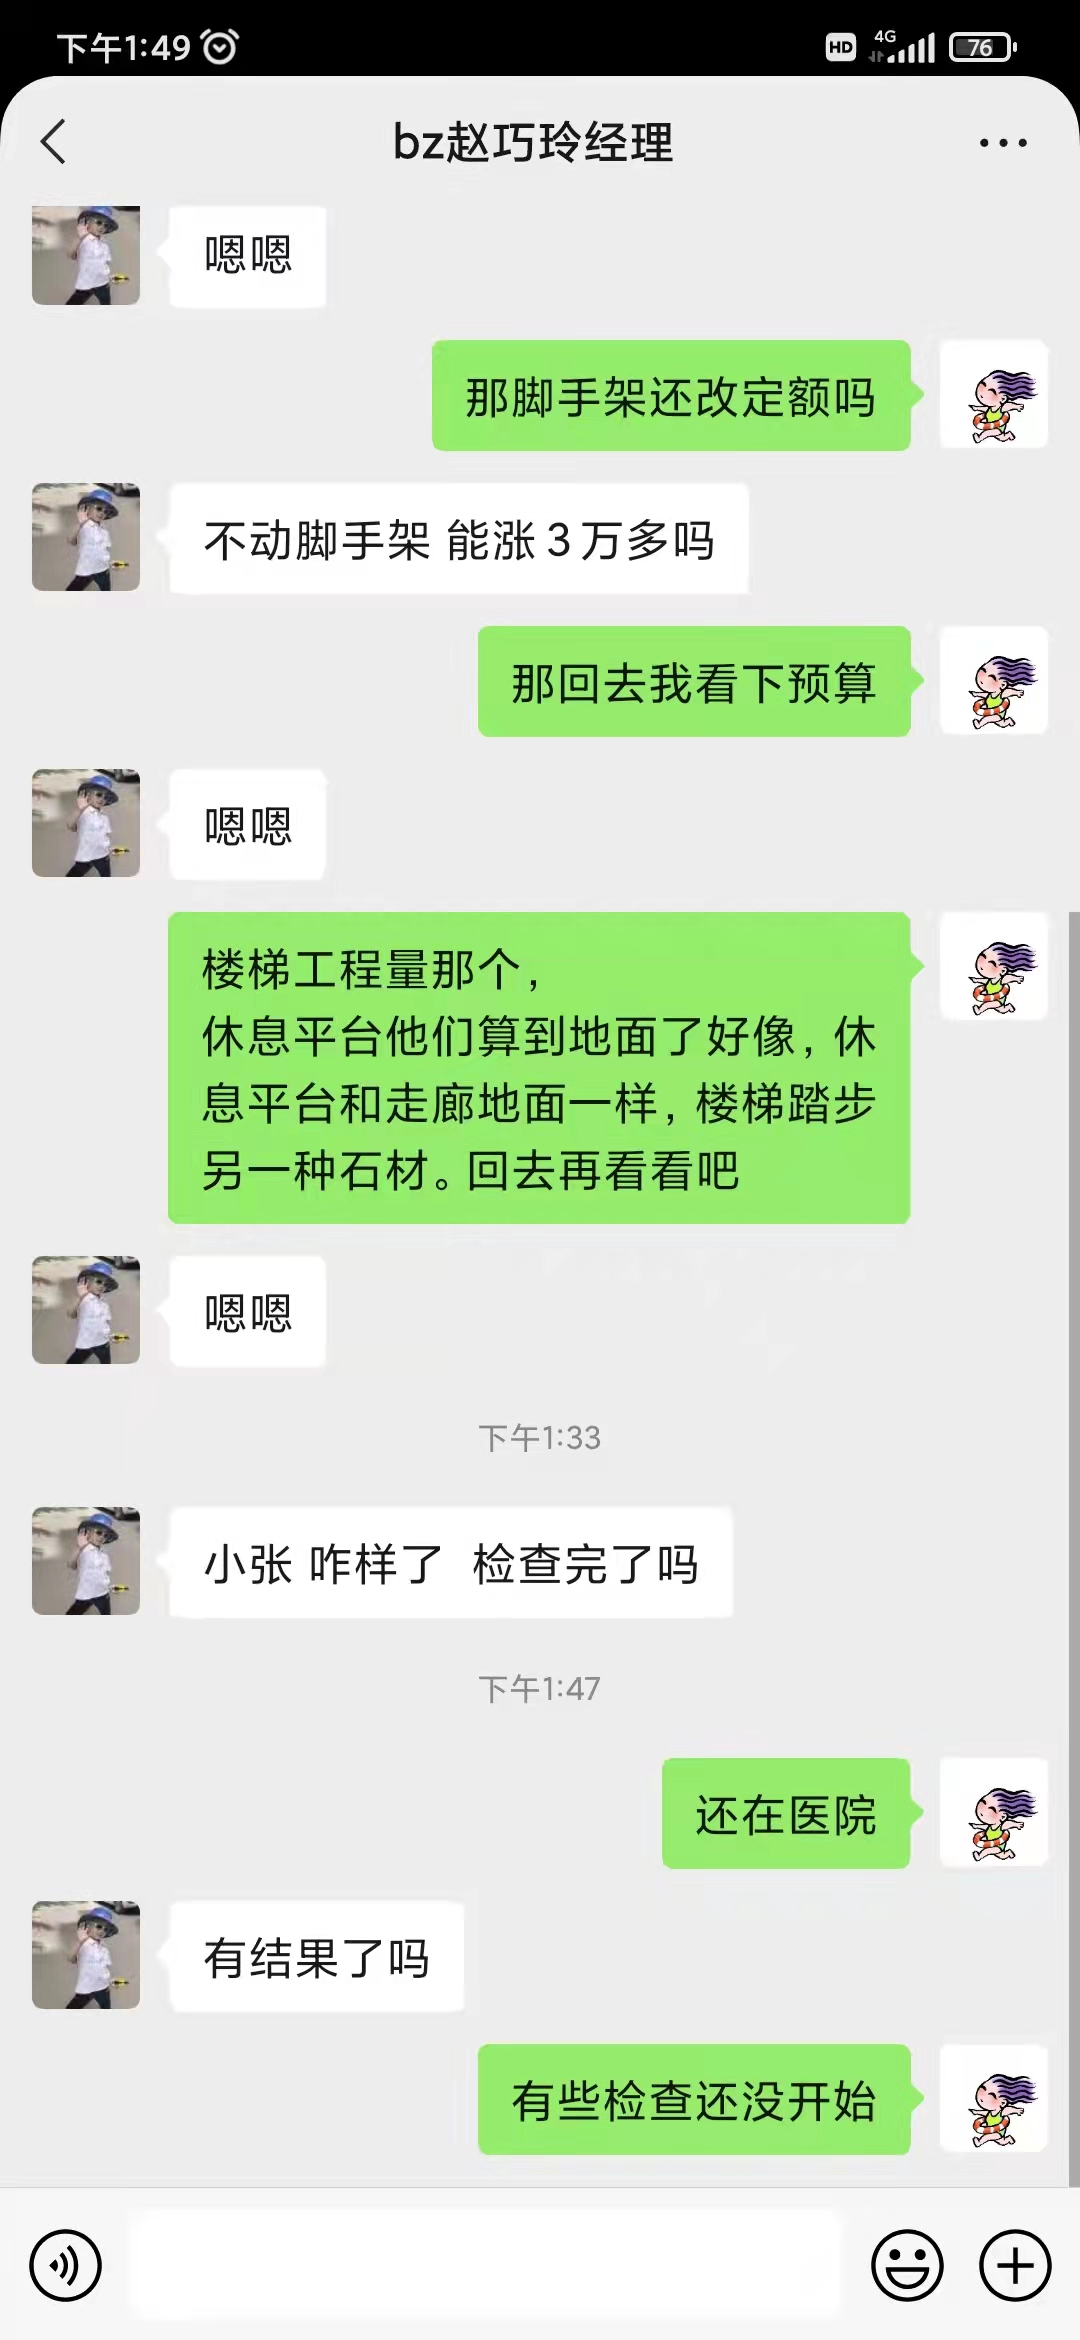 下午1:49
HD
4G
76
bz赵巧玲经理
嗯嗯
那脚手架还改定额吗
不动脚手架 能涨3万多吗
那回去我看下预算
嗯嗯
楼梯工程量那个，
休息平台他们算到地面了好像，休
息平台和走廊地面一样，楼梯踏步
另一种石材。回去再看看吧
嗯嗯
下午1:33
小张 咋样了  检查完了吗
下午1:47
还在医院
有结果了吗
有些检查还没开始